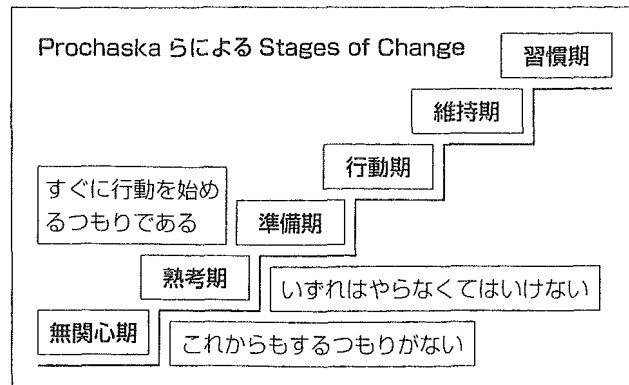 Prochaska らによる Stages of Change
習慣期
維持期
行動期
すぐに行動を始め
るつもりである
準備期
熟考期
いずれはやらなくてはいけない
無関心期
これからもするつもりがない